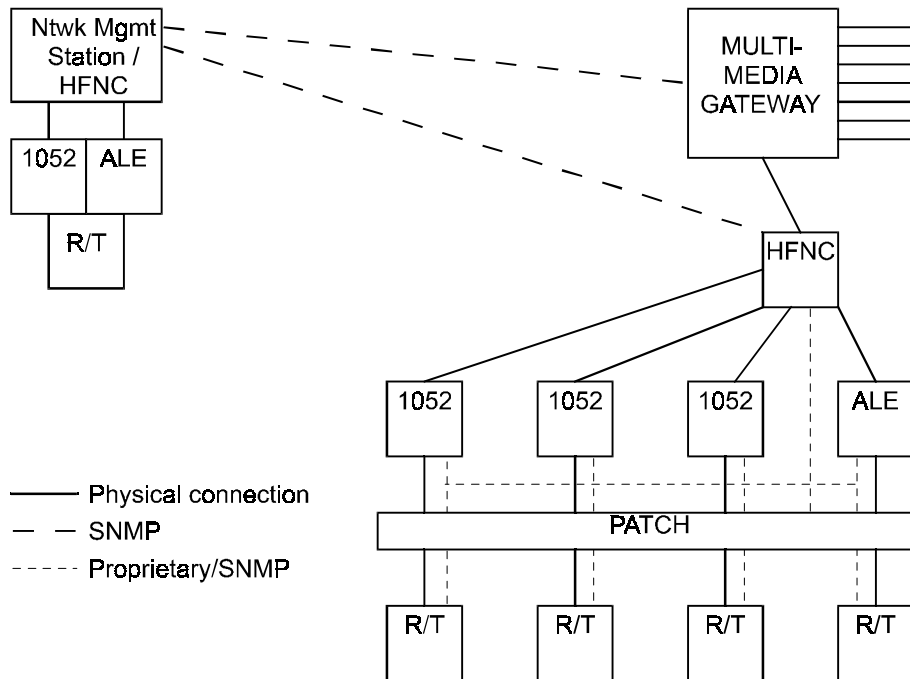 Ntwk Mgmt
Station /
HFNC
MULTI-
MEDIA
GATEWAY
1052
ALE
R/T
HFNC
1052
1052
1052
ALE
Physical connection
SNMP
Proprietary/SNMP
PATCH
R/T
R/T
R/T
R/T